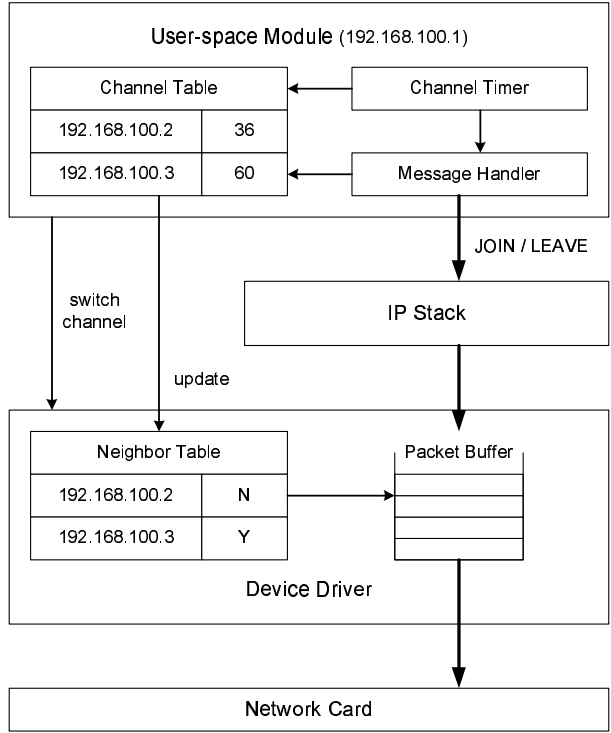 User-space Module (192.168.100.1)
Channel Table
Channel Timer
192.168.100.2 36
192.168.100.3 60
Message Handler
JOIN / LEAVE
switch
channel
IP Stack
update
Neighbor Table
Packet Buffer
192.168.100.2 N
192.168.100.3 Y
Device Driver
Network Card